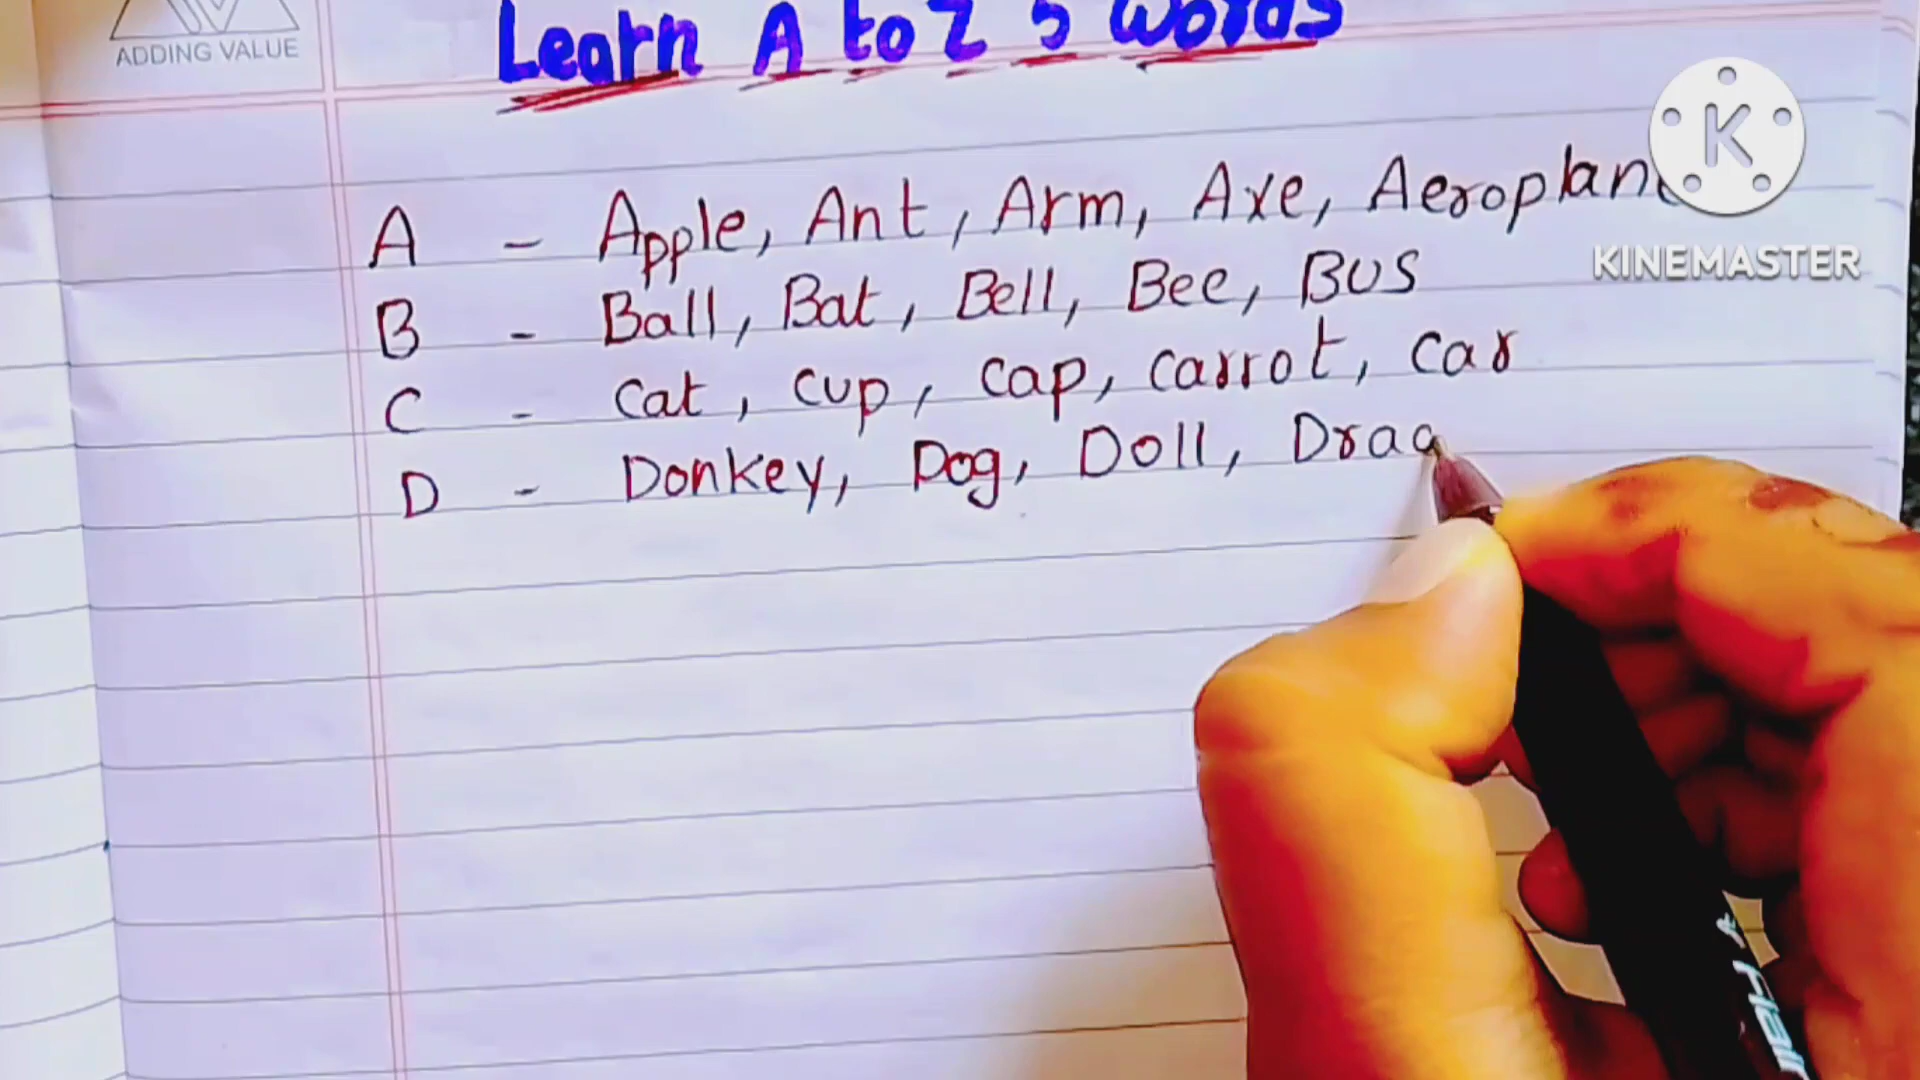 ADDING VALUE
Learn A to Z 5 Words
KINEMASTER
A - Apple, Ant, Arm, Axe, Aeroplane
B - Ball, Bat, Bell, Bee, BUS
C - Cat, Cup, Cap, Carrot, Car
D - Donkey, Dog, Doll, Drag